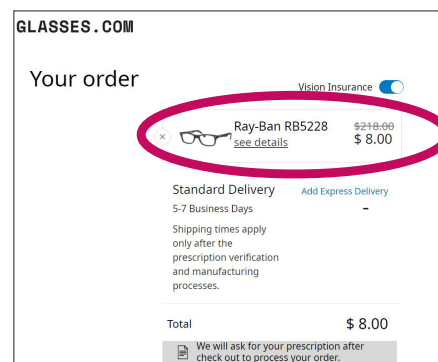 GLASSES.COM
Your order
Vision Insurance
Ray-Ban RB5228 $218.00
see details $ 8.00
Standard Delivery Add Express Delivery
5-7 Business Days –
Shipping times apply
only after the
prescription verification
and manufacturing
processes.
Total $ 8.00
We will ask for your prescription after
check out to process your order.